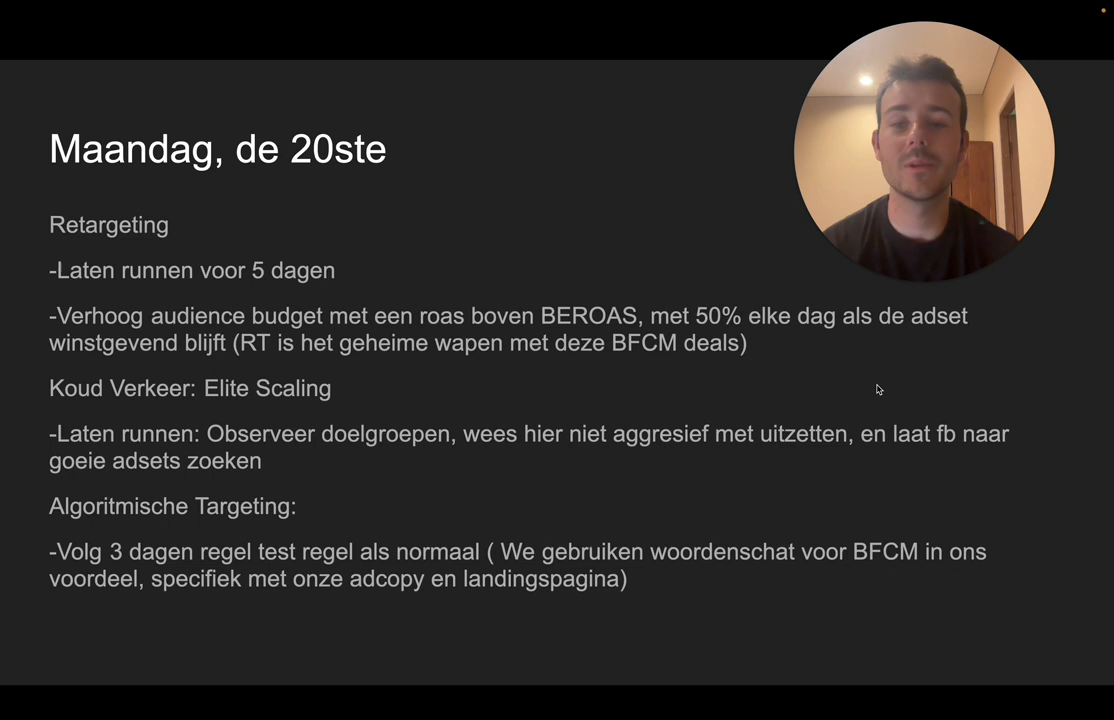 Maandag, de 20ste
Retargeting
-Laten runnen voor 5 dagen
-Verhoog audience budget met een roas boven BEROAS, met 50% elke dag als de adset
winstgevend blijft (RT is het geheime wapen met deze BFCM deals)
Koud Verkeer: Elite Scaling
-Laten runnen: Observeer doelgroepen, wees hier niet aggresief met uitzetten, en laat fb naar
goeie adsets zoeken
Algoritmische Targeting:
-Volg 3 dagen regel test regel als normaal ( We gebruiken woordenschat voor BFCM in ons
voordeel, specifiek met onze adcopy en landingspagina)